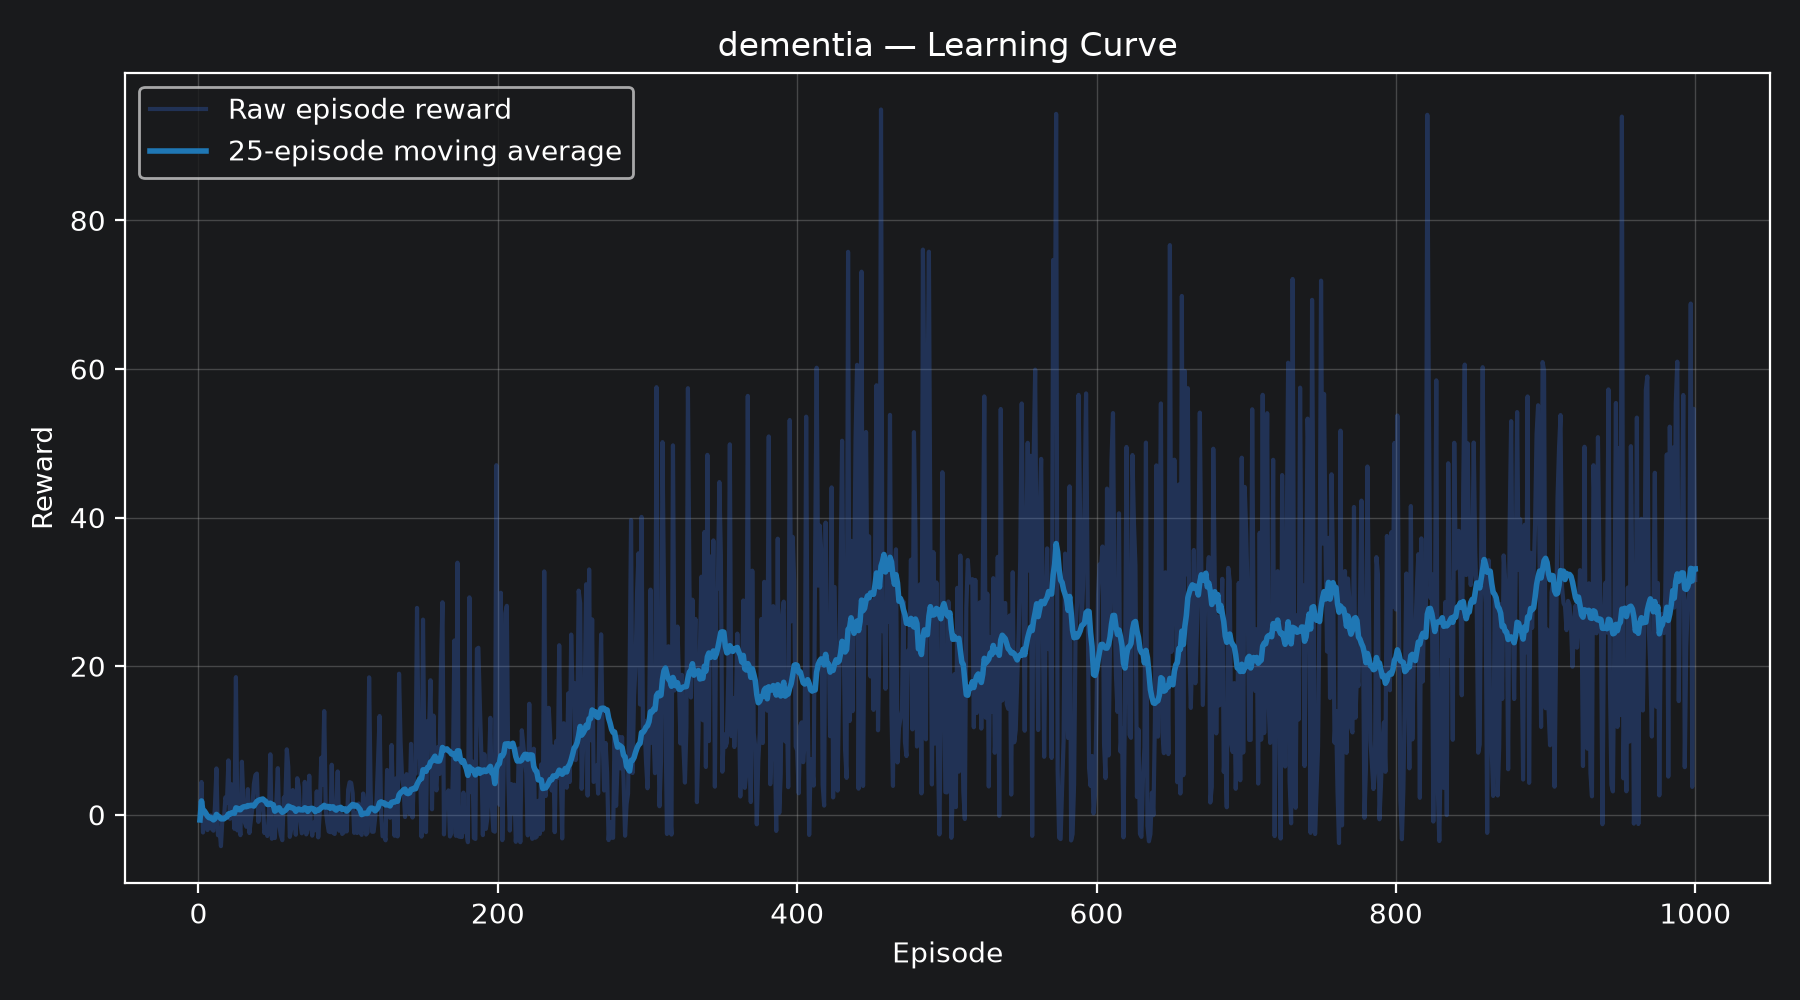 dementia — Learning Curve
Raw episode reward
25-episode moving average
80
60
40
20
0
Reward
0 200 400 600 800 1000
Episode